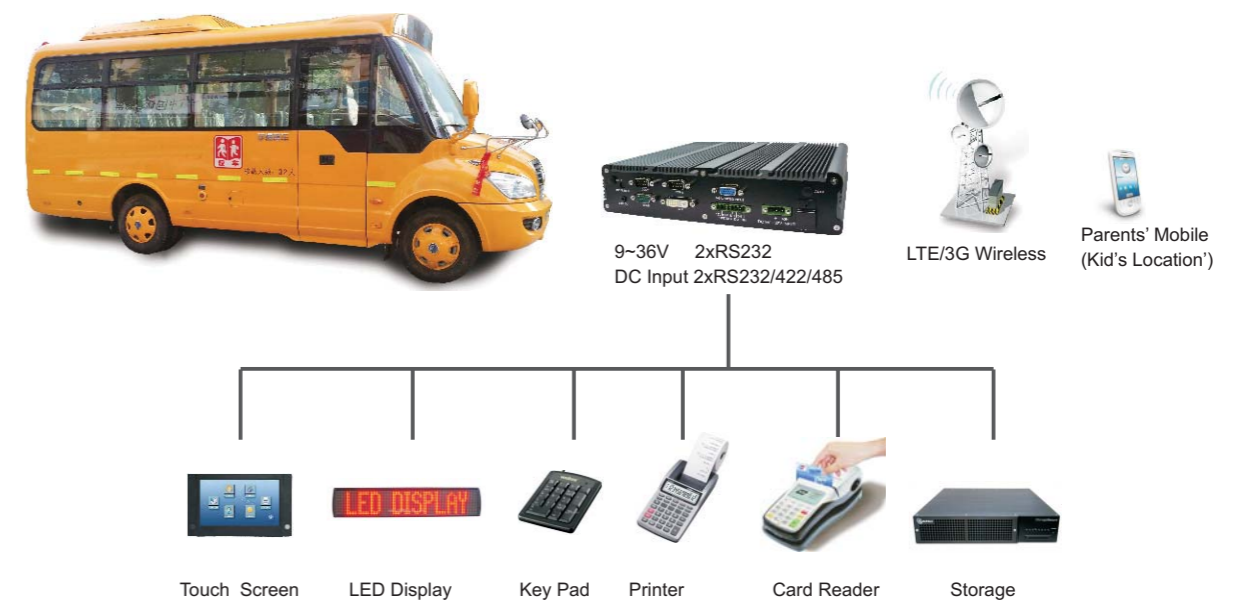 9~36V 2xRS232
DC Input 2xRS232/422/485
LTE/3G Wireless
Parents' Mobile
(Kid's Location')
LED DISPLAY
Touch Screen
LED Display
Key Pad
Printer
Card Reader
Storage